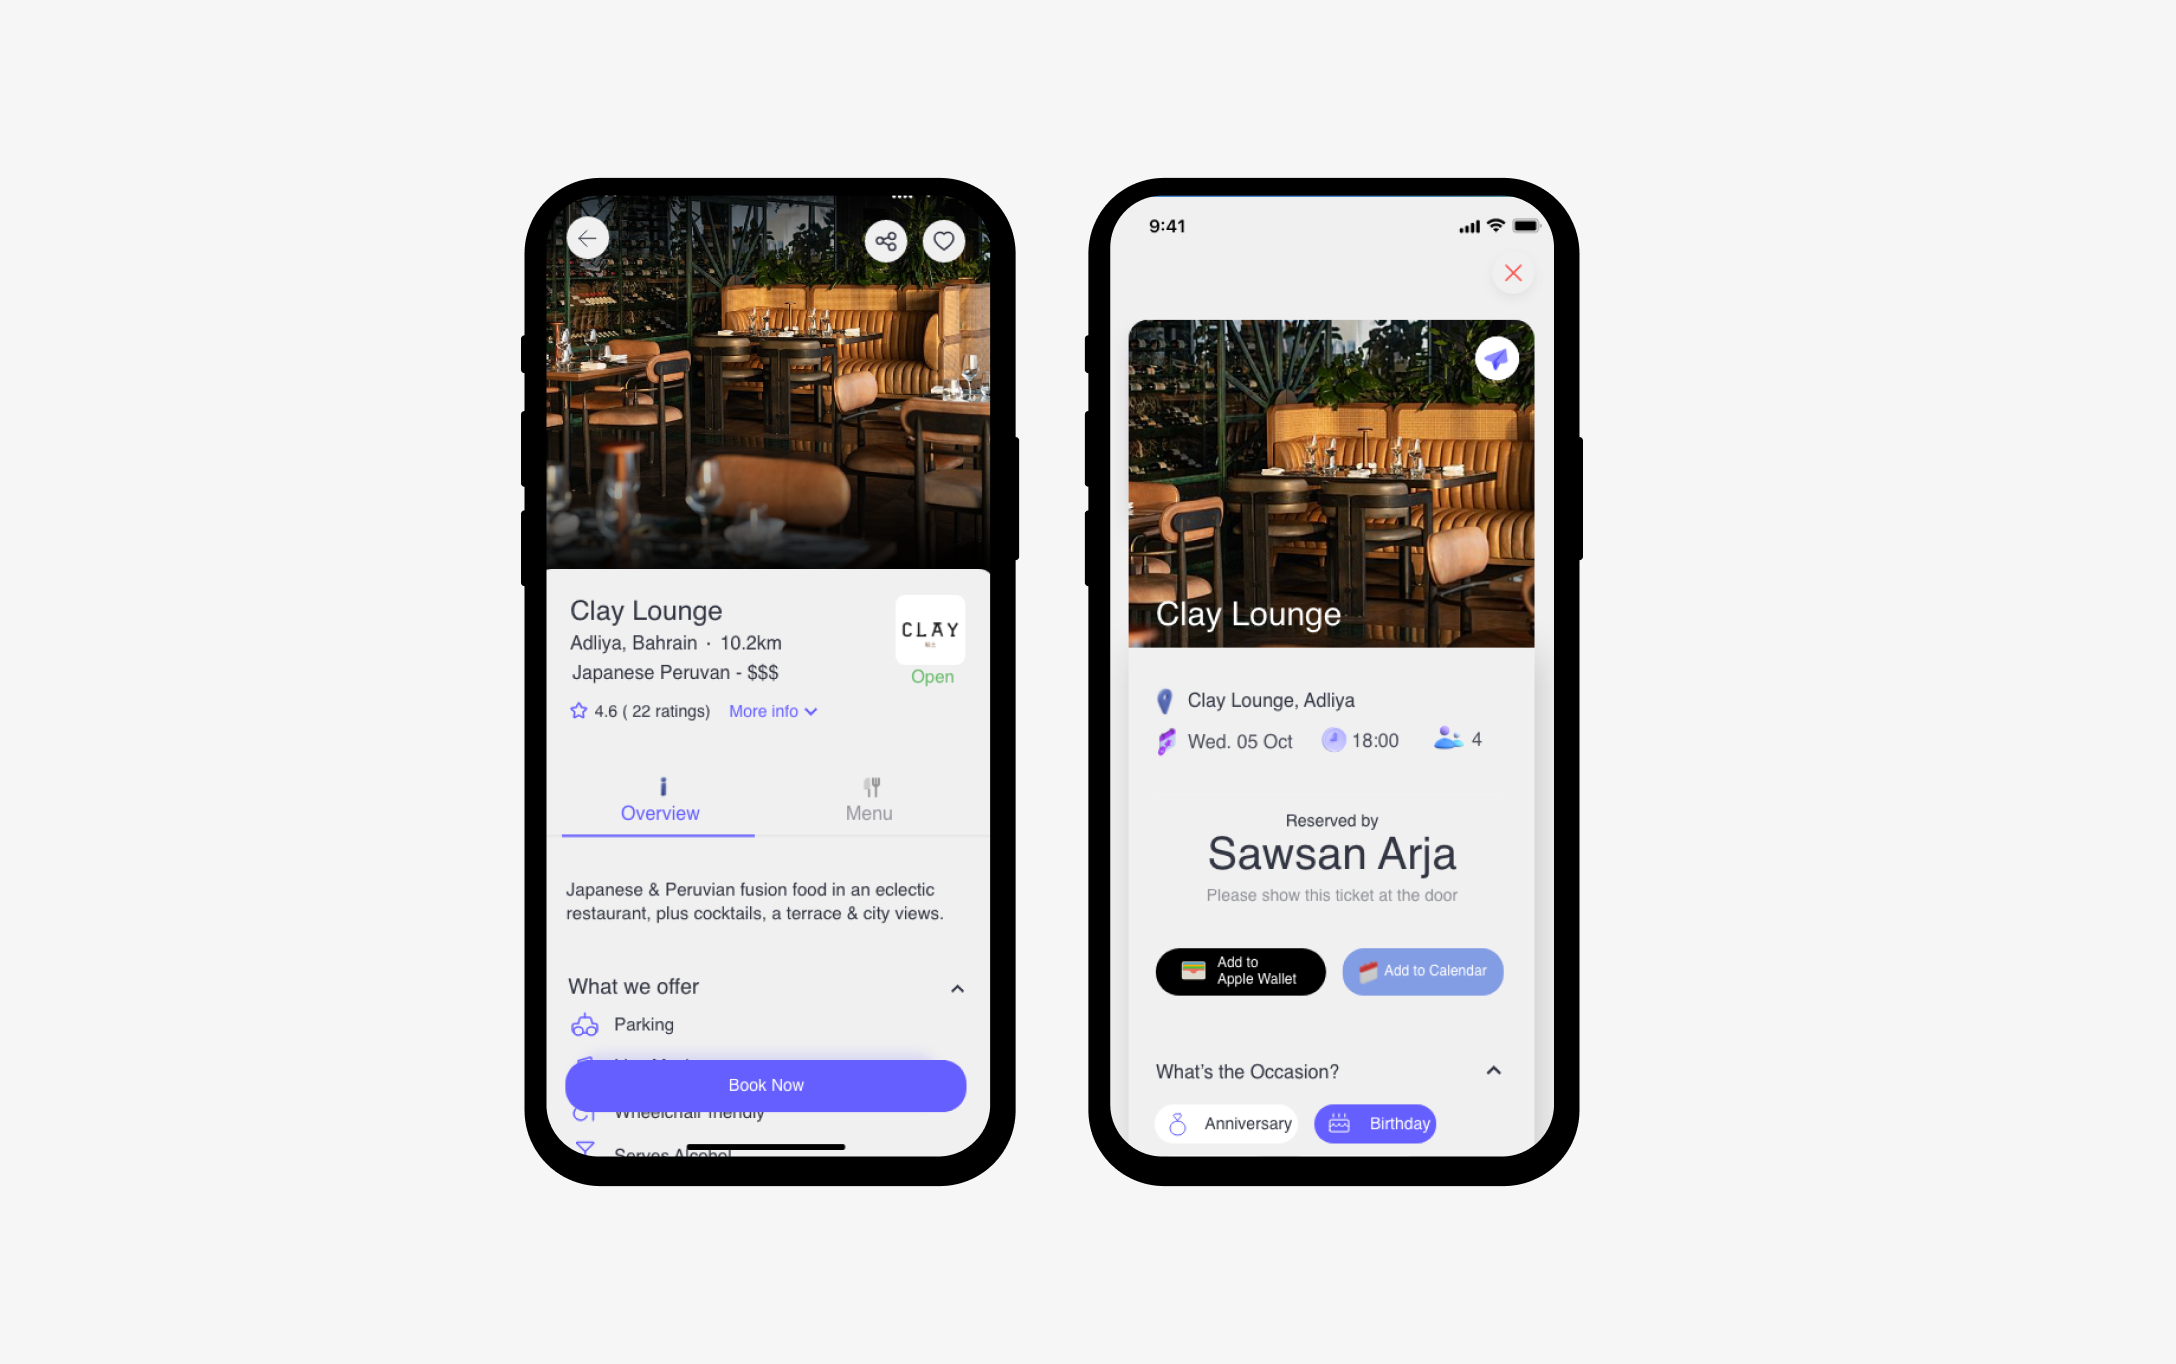 Clay Lounge
CLAY
Adliya, Bahrain · 10.2km
Japanese Peruvan - $$$
Open
4.6 ( 22 ratings) More info
Overview
Menu
Japanese & Peruvian fusion food in an eclectic
restaurant, plus cocktails, a terrace & city views.
What we offer
Parking
Book Now
Wheelchair friendly
Serves Alcohol
9:41
Clay Lounge
Clay Lounge, Adliya
Wed. 05 Oct 18:00 4
Reserved by
Sawsan Arja
Please show this ticket at the door
Add to
Apple Wallet
Add to Calendar
What's the Occasion?
Anniversary
Birthday